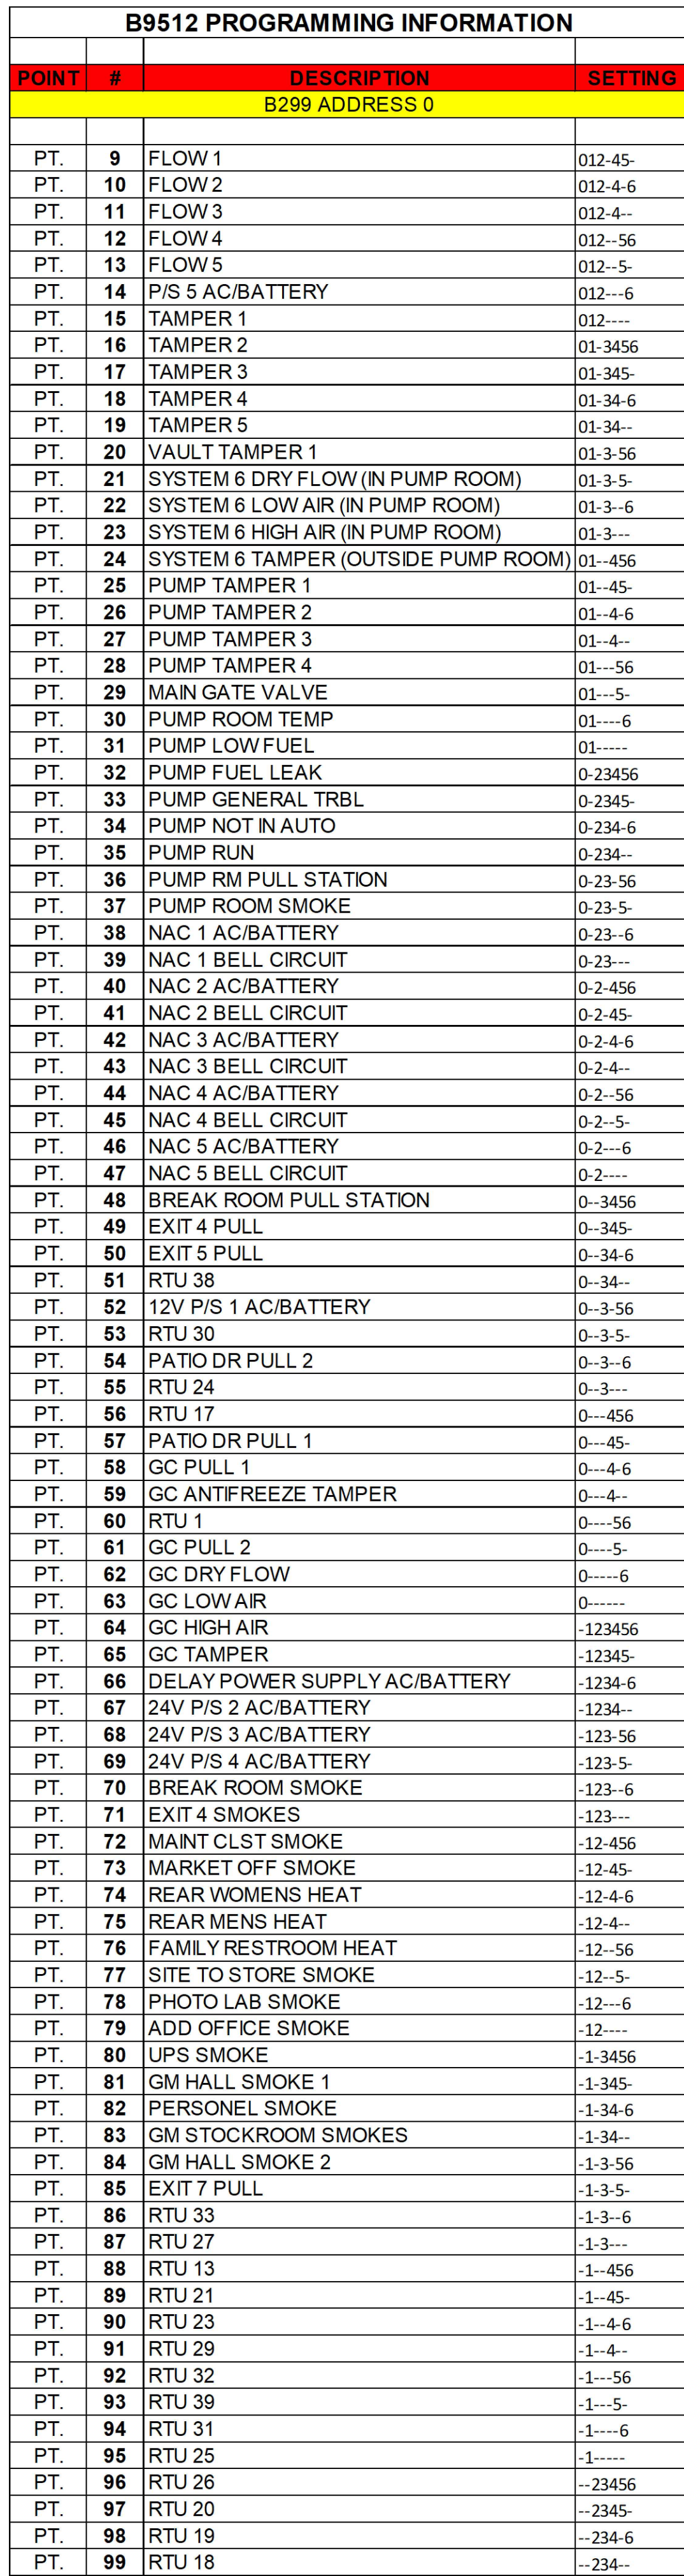 B9512 PROGRAMMING INFORMATION
POINT # DESCRIPTION SETTING
B299 ADDRESS 0
PT. 9 FLOW 1 012-45-
PT. 10 FLOW 2 012-4-6
PT. 11 FLOW 3 012-4--
PT. 12 FLOW 4 012--56
PT. 13 FLOW 5 012--5-
PT. 14 P/S 5 AC/BATTERY 012---6
PT. 15 TAMPER 1 012----
PT. 16 TAMPER 2 01-3456
PT. 17 TAMPER 3 01-345-
PT. 18 TAMPER 4 01-34-6
PT. 19 TAMPER 5 01-34--
PT. 20 VAULT TAMPER 1 01-3-56
PT. 21 SYSTEM 6 DRY FLOW (IN PUMP ROOM) 01-3-5-
PT. 22 SYSTEM 6 LOW AIR (IN PUMP ROOM) 01-3--6
PT. 23 SYSTEM 6 HIGH AIR (IN PUMP ROOM) 01-3---
PT. 24 SYSTEM 6 TAMPER (OUTSIDE PUMP ROOM) 01--456
PT. 25 PUMP TAMPER 1 01--45-
PT. 26 PUMP TAMPER 2 01--4-6
PT. 27 PUMP TAMPER 3 01--4--
PT. 28 PUMP TAMPER 4 01---56
PT. 29 MAIN GATE VALVE 01---5-
PT. 30 PUMP ROOM TEMP 01----6
PT. 31 PUMP LOW FUEL 01-----
PT. 32 PUMP FUEL LEAK 0-23456
PT. 33 PUMP GENERAL TRBL 0-2345-
PT. 34 PUMP NOT IN AUTO 0-234-6
PT. 35 PUMP RUN 0-234--
PT. 36 PUMP RM PULL STATION 0-23-56
PT. 37 PUMP ROOM SMOKE 0-23-5-
PT. 38 NAC 1 AC/BATTERY 0-23--6
PT. 39 NAC 1 BELL CIRCUIT 0-23---
PT. 40 NAC 2 AC/BATTERY 0-2-456
PT. 41 NAC 2 BELL CIRCUIT 0-2-45-
PT. 42 NAC 3 AC/BATTERY 0-2-4-6
PT. 43 NAC 3 BELL CIRCUIT 0-2-4--
PT. 44 NAC 4 AC/BATTERY 0-2--56
PT. 45 NAC 4 BELL CIRCUIT 0-2--5-
PT. 46 NAC 5 AC/BATTERY 0-2---6
PT. 47 NAC 5 BELL CIRCUIT 0-2----
PT. 48 BREAK ROOM PULL STATION 0--3456
PT. 49 EXIT 4 PULL 0--345-
PT. 50 EXIT 5 PULL 0--34-6
PT. 51 RTU 38 0--34--
PT. 52 12V P/S 1 AC/BATTERY 0--3-56
PT. 53 RTU 30 0--3-5-
PT. 54 PATIO DR PULL 2 0--3--6
PT. 55 RTU 24 0--3---
PT. 56 RTU 17 0---456
PT. 57 PATIO DR PULL 1 0---45-
PT. 58 GC PULL 1 0---4-6
PT. 59 GC ANTIFREEZE TAMPER 0---4--
PT. 60 RTU 1 0----56
PT. 61 GC PULL 2 0----5-
PT. 62 GC DRY FLOW 0-----6
PT. 63 GC LOW AIR 0------
PT. 64 GC HIGH AIR -123456
PT. 65 GC TAMPER -12345-
PT. 66 DELAY POWER SUPPLY AC/BATTERY -1234-6
PT. 67 24V P/S 2 AC/BATTERY -1234--
PT. 68 24V P/S 3 AC/BATTERY -123-56
PT. 69 24V P/S 4 AC/BATTERY -123-5-
PT. 70 BREAK ROOM SMOKE -123--6
PT. 71 EXIT 4 SMOKES -123---
PT. 72 MAINT CLST SMOKE -12-456
PT. 73 MARKET OFF SMOKE -12-45-
PT. 74 REAR WOMENS HEAT -12-4-6
PT. 75 REAR MENS HEAT -12-4--
PT. 76 FAMILY RESTROOM HEAT -12--56
PT. 77 SITE TO STORE SMOKE -12--5-
PT. 78 PHOTO LAB SMOKE -12---6
PT. 79 ADD OFFICE SMOKE -12----
PT. 80 UPS SMOKE -1-3456
PT. 81 GM HALL SMOKE 1 -1-345-
PT. 82 PERSONEL SMOKE -1-34-6
PT. 83 GM STOCKROOM SMOKES -1-34--
PT. 84 GM HALL SMOKE 2 -1-3-56
PT. 85 EXIT 7 PULL -1-3-5-
PT. 86 RTU 33 -1-3--6
PT. 87 RTU 27 -1-3---
PT. 88 RTU 13 -1--456
PT. 89 RTU 21 -1--45-
PT. 90 RTU 23 -1--4-6
PT. 91 RTU 29 -1--4--
PT. 92 RTU 32 -1---56
PT. 93 RTU 39 -1---5-
PT. 94 RTU 31 -1----6
PT. 95 RTU 25 -1-----
PT. 96 RTU 26 --23456
PT. 97 RTU 20 --2345-
PT. 98 RTU 19 --234-6
PT. 99 RTU 18 --234--